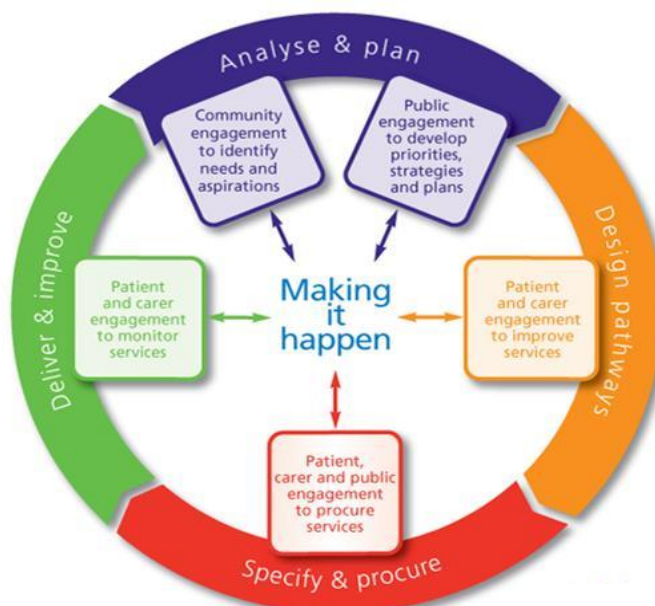 Analyse & plan
Community
engagement
to identify
needs and
aspirations
Public
engagement
to develop
priorities,
strategies
and plans
Design pathways
Patient
and carer
engagement
to improve
services
Specify & procure
Patient,
carer and public
engagement
to procure
services
Deliver & improve
Patient
and carer
engagement
to monitor
services
Making
it
happen